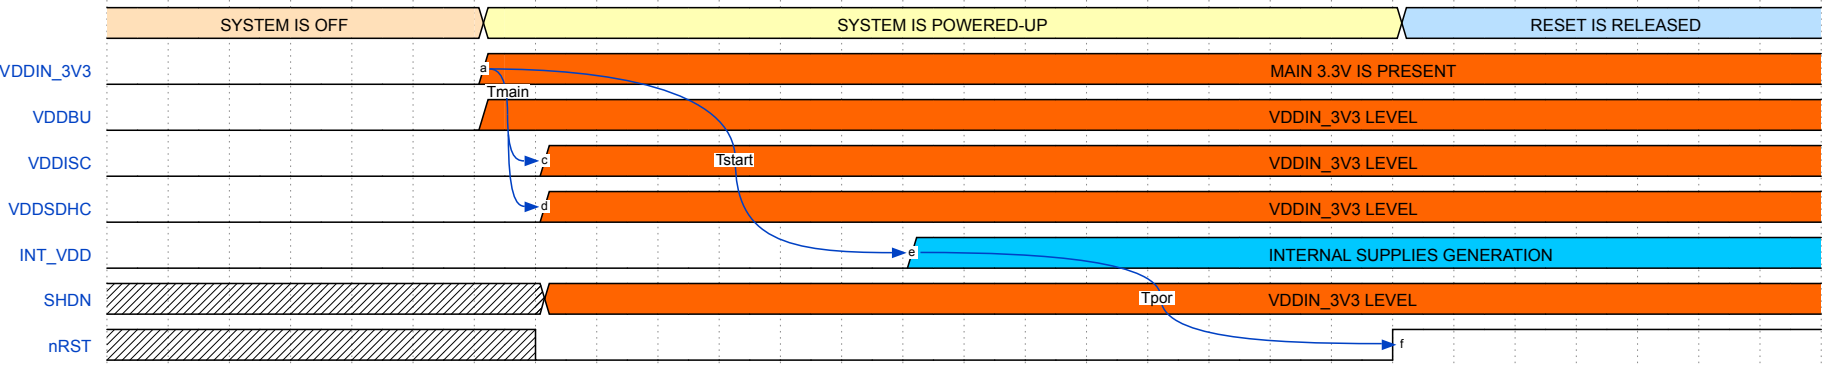 SYSTEM IS OFF SYSTEM IS POWERED-UP RESET IS RELEASED
VDDIN_3V3 a MAIN 3.3V IS PRESENT
Tmain
VDDBU VDDIN_3V3 LEVEL
VDDISC c Tstart VDDIN_3V3 LEVEL
VDDSDHC d VDDIN_3V3 LEVEL
INT_VDD e INTERNAL SUPPLIES GENERATION
SHDN Tpor VDDIN_3V3 LEVEL
nRST f